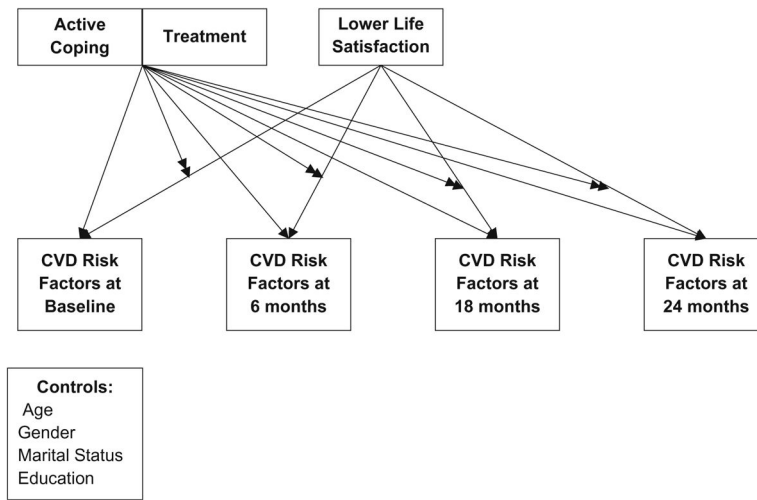 Active
Coping
Treatment
Lower Life
Satisfaction
CVD Risk
Factors at
Baseline
CVD Risk
Factors at
6 months
CVD Risk
Factors at
18 months
CVD Risk
Factors at
24 months
Controls:
Age
Gender
Marital Status
Education